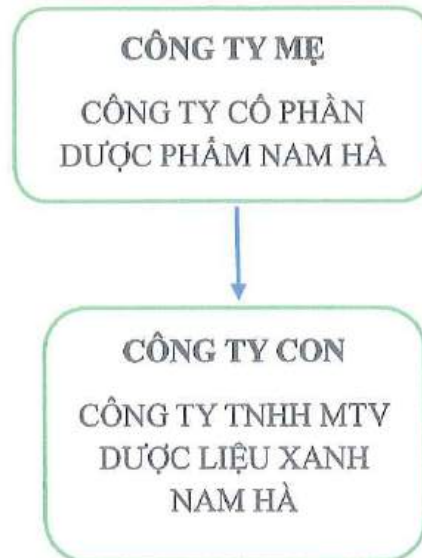 CÔNG TY MẸ
CÔNG TY CỔ PHẦN
DƯỢC PHẨM NAM HÀ
CÔNG TY CON
CÔNG TY TNHH MTV
DƯỢC LIỆU XANH
NAM HÀ